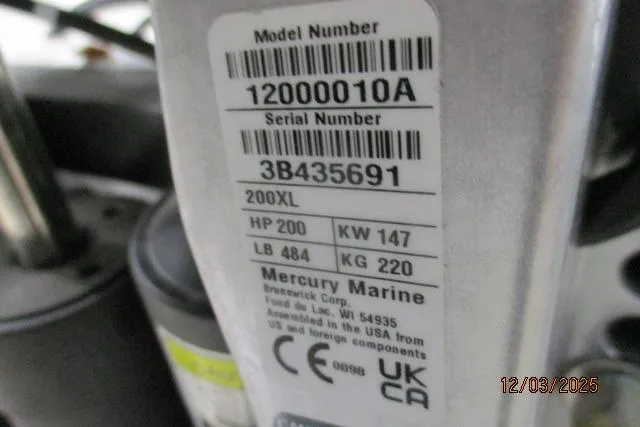 Model Number
12000010A
Serial Number
3B435691
200XL
HP 200 KW 147
LB 484 KG 220
Mercury Marine
Brunswick Corp.
Fond du Lac, WI 54935
Assembled in the USA from
US and foreign components
CE 0098 UK
CA
12/03/2025